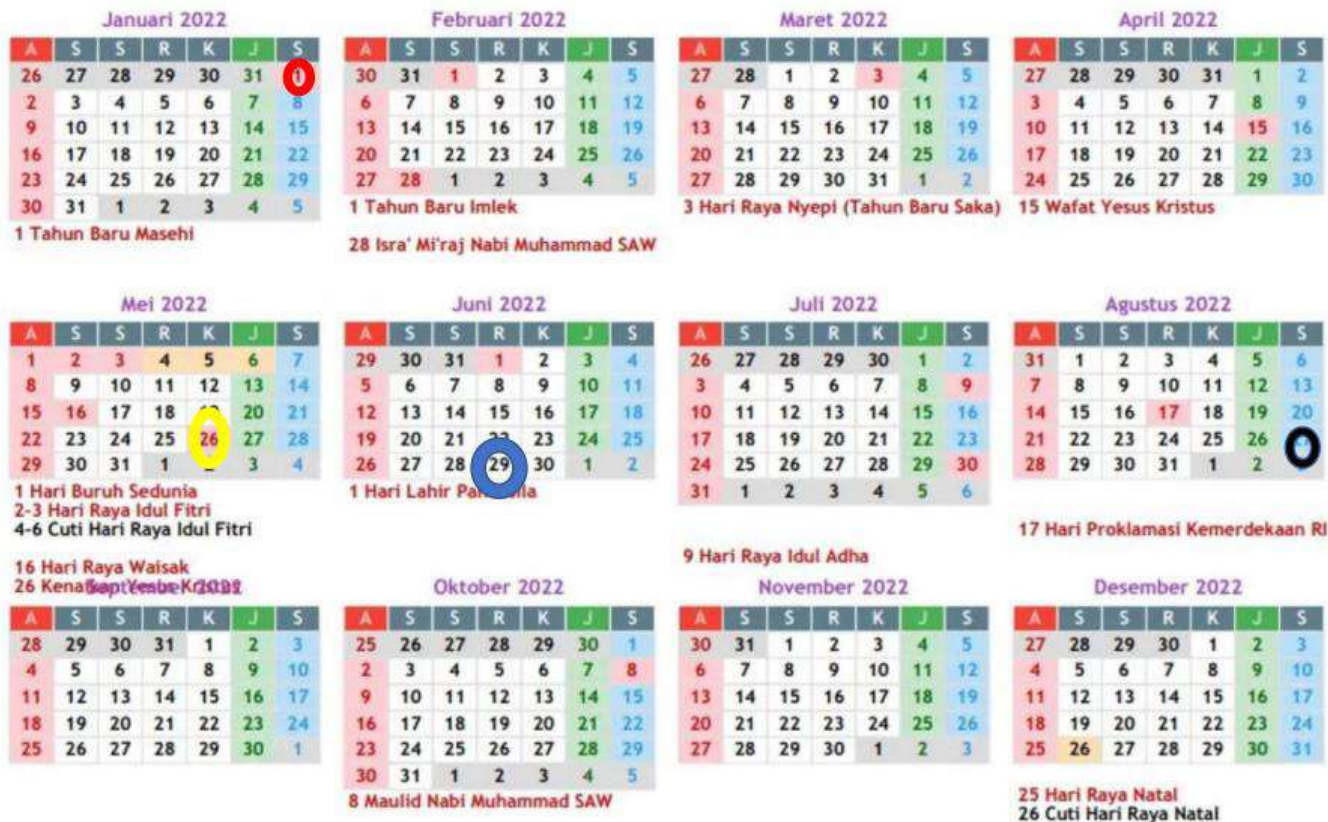 Januari 2022
A S S R K J S
26 27 28 29 30 31 1
2 3 4 5 6 7 8
9 10 11 12 13 14 15
16 17 18 19 20 21 22
23 24 25 26 27 28 29
30 31 1 2 3 4 5
1 Tahun Baru Masehi
Februari 2022
A S S R K J S
30 31 1 2 3 4 5
6 7 8 9 10 11 12
13 14 15 16 17 18 19
20 21 22 23 24 25 26
27 28 1 2 3 4 5
1 Tahun Baru Imlek
28 Isra' Mi'raj Nabi Muhammad SAW
Maret 2022
A S S R K J S
27 28 1 2 3 4 5
6 7 8 9 10 11 12
13 14 15 16 17 18 19
20 21 22 23 24 25 26
27 28 29 30 31 1 2
3 Hari Raya Nyepi (Tahun Baru Saka)
April 2022
A S S R K J S
27 28 29 30 31 1 2
3 4 5 6 7 8 9
10 11 12 13 14 15 16
17 18 19 20 21 22 23
24 25 26 27 28 29 30
15 Wafat Yesus Kristus
Mei 2022
A S S R K J S
1 2 3 4 5 6 7
8 9 10 11 12 13 14
15 16 17 18 20 21
22 23 24 25 26 27 28
29 30 31 1 3 4
1 Hari Buruh Sedunia
2-3 Hari Raya Idul Fitri
4-6 Cuti Hari Raya Idul Fitri
16 Hari Raya Waisak
26 Kenaikan Yesus Kristus
Juni 2022
A S S R K J S
29 30 31 1 2 3 4
5 6 7 8 9 10 11
12 13 14 15 16 17 18
19 20 21 23 24 25
26 27 28 29 30 1 2
1 Hari Lahir
Juli 2022
A S S R K J S
26 27 28 29 30 1 2
3 4 5 6 7 8 9
10 11 12 13 14 15 16
17 18 19 20 21 22 23
24 25 26 27 28 29 30
31 1 2 3 4 5 6
9 Hari Raya Idul Adha
Agustus 2022
A S S R K J S
31 1 2 3 4 5 6
7 8 9 10 11 12 13
14 15 16 17 18 19 20
21 22 23 24 25 26
28 29 30 31 1 2
17 Hari Proklamasi Kemerdekaan RI
September 2022
A S S R K J S
28 29 30 31 1 2 3
4 5 6 7 8 9 10
11 12 13 14 15 16 17
18 19 20 21 22 23 24
25 26 27 28 29 30 1
Oktober 2022
A S S R K J S
25 26 27 28 29 30 1
2 3 4 5 6 7 8
9 10 11 12 13 14 15
16 17 18 19 20 21 22
23 24 25 26 27 28 29
30 31 1 2 3 4 5
8 Maulid Nabi Muhammad SAW
November 2022
A S S R K J S
30 31 1 2 3 4 5
6 7 8 9 10 11 12
13 14 15 16 17 18 19
20 21 22 23 24 25 26
27 28 29 30 1 2 3
Desember 2022
A S S R K J S
27 28 29 30 1 2 3
4 5 6 7 8 9 10
11 12 13 14 15 16 17
18 19 20 21 22 23 24
25 26 27 28 29 30 31
25 Hari Raya Natal
26 Cuti Hari Raya Natal